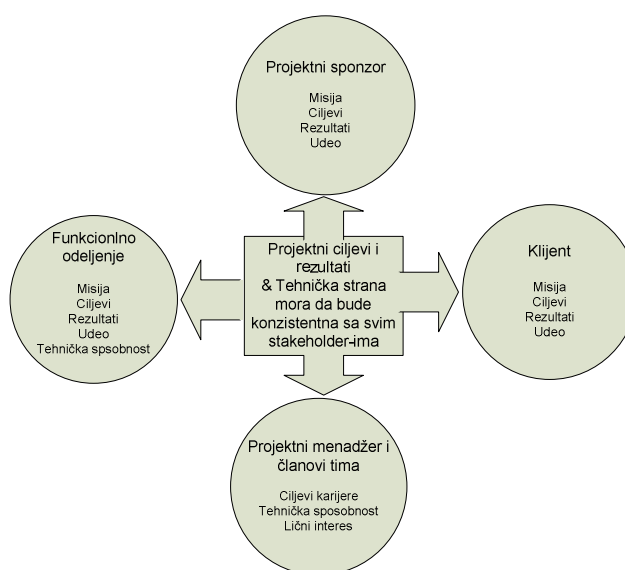 Projektni sponzor
Misija
Ciljevi
Rezultati
Udeo
Funkcionlno
odeljenje
Misija
Ciljevi
Rezultati
Udeo
Tehnička spsobnost
Projektni ciljevi i
rezultati
& Tehnička strana
mora da bude
konzistentna sa svim
stakeholder-ima
Klijent
Misija
Ciljevi
Rezultati
Udeo
Projektni menadžer i
članovi tima
Ciljevi karijere
Tehnička sposobnost
Lični interes